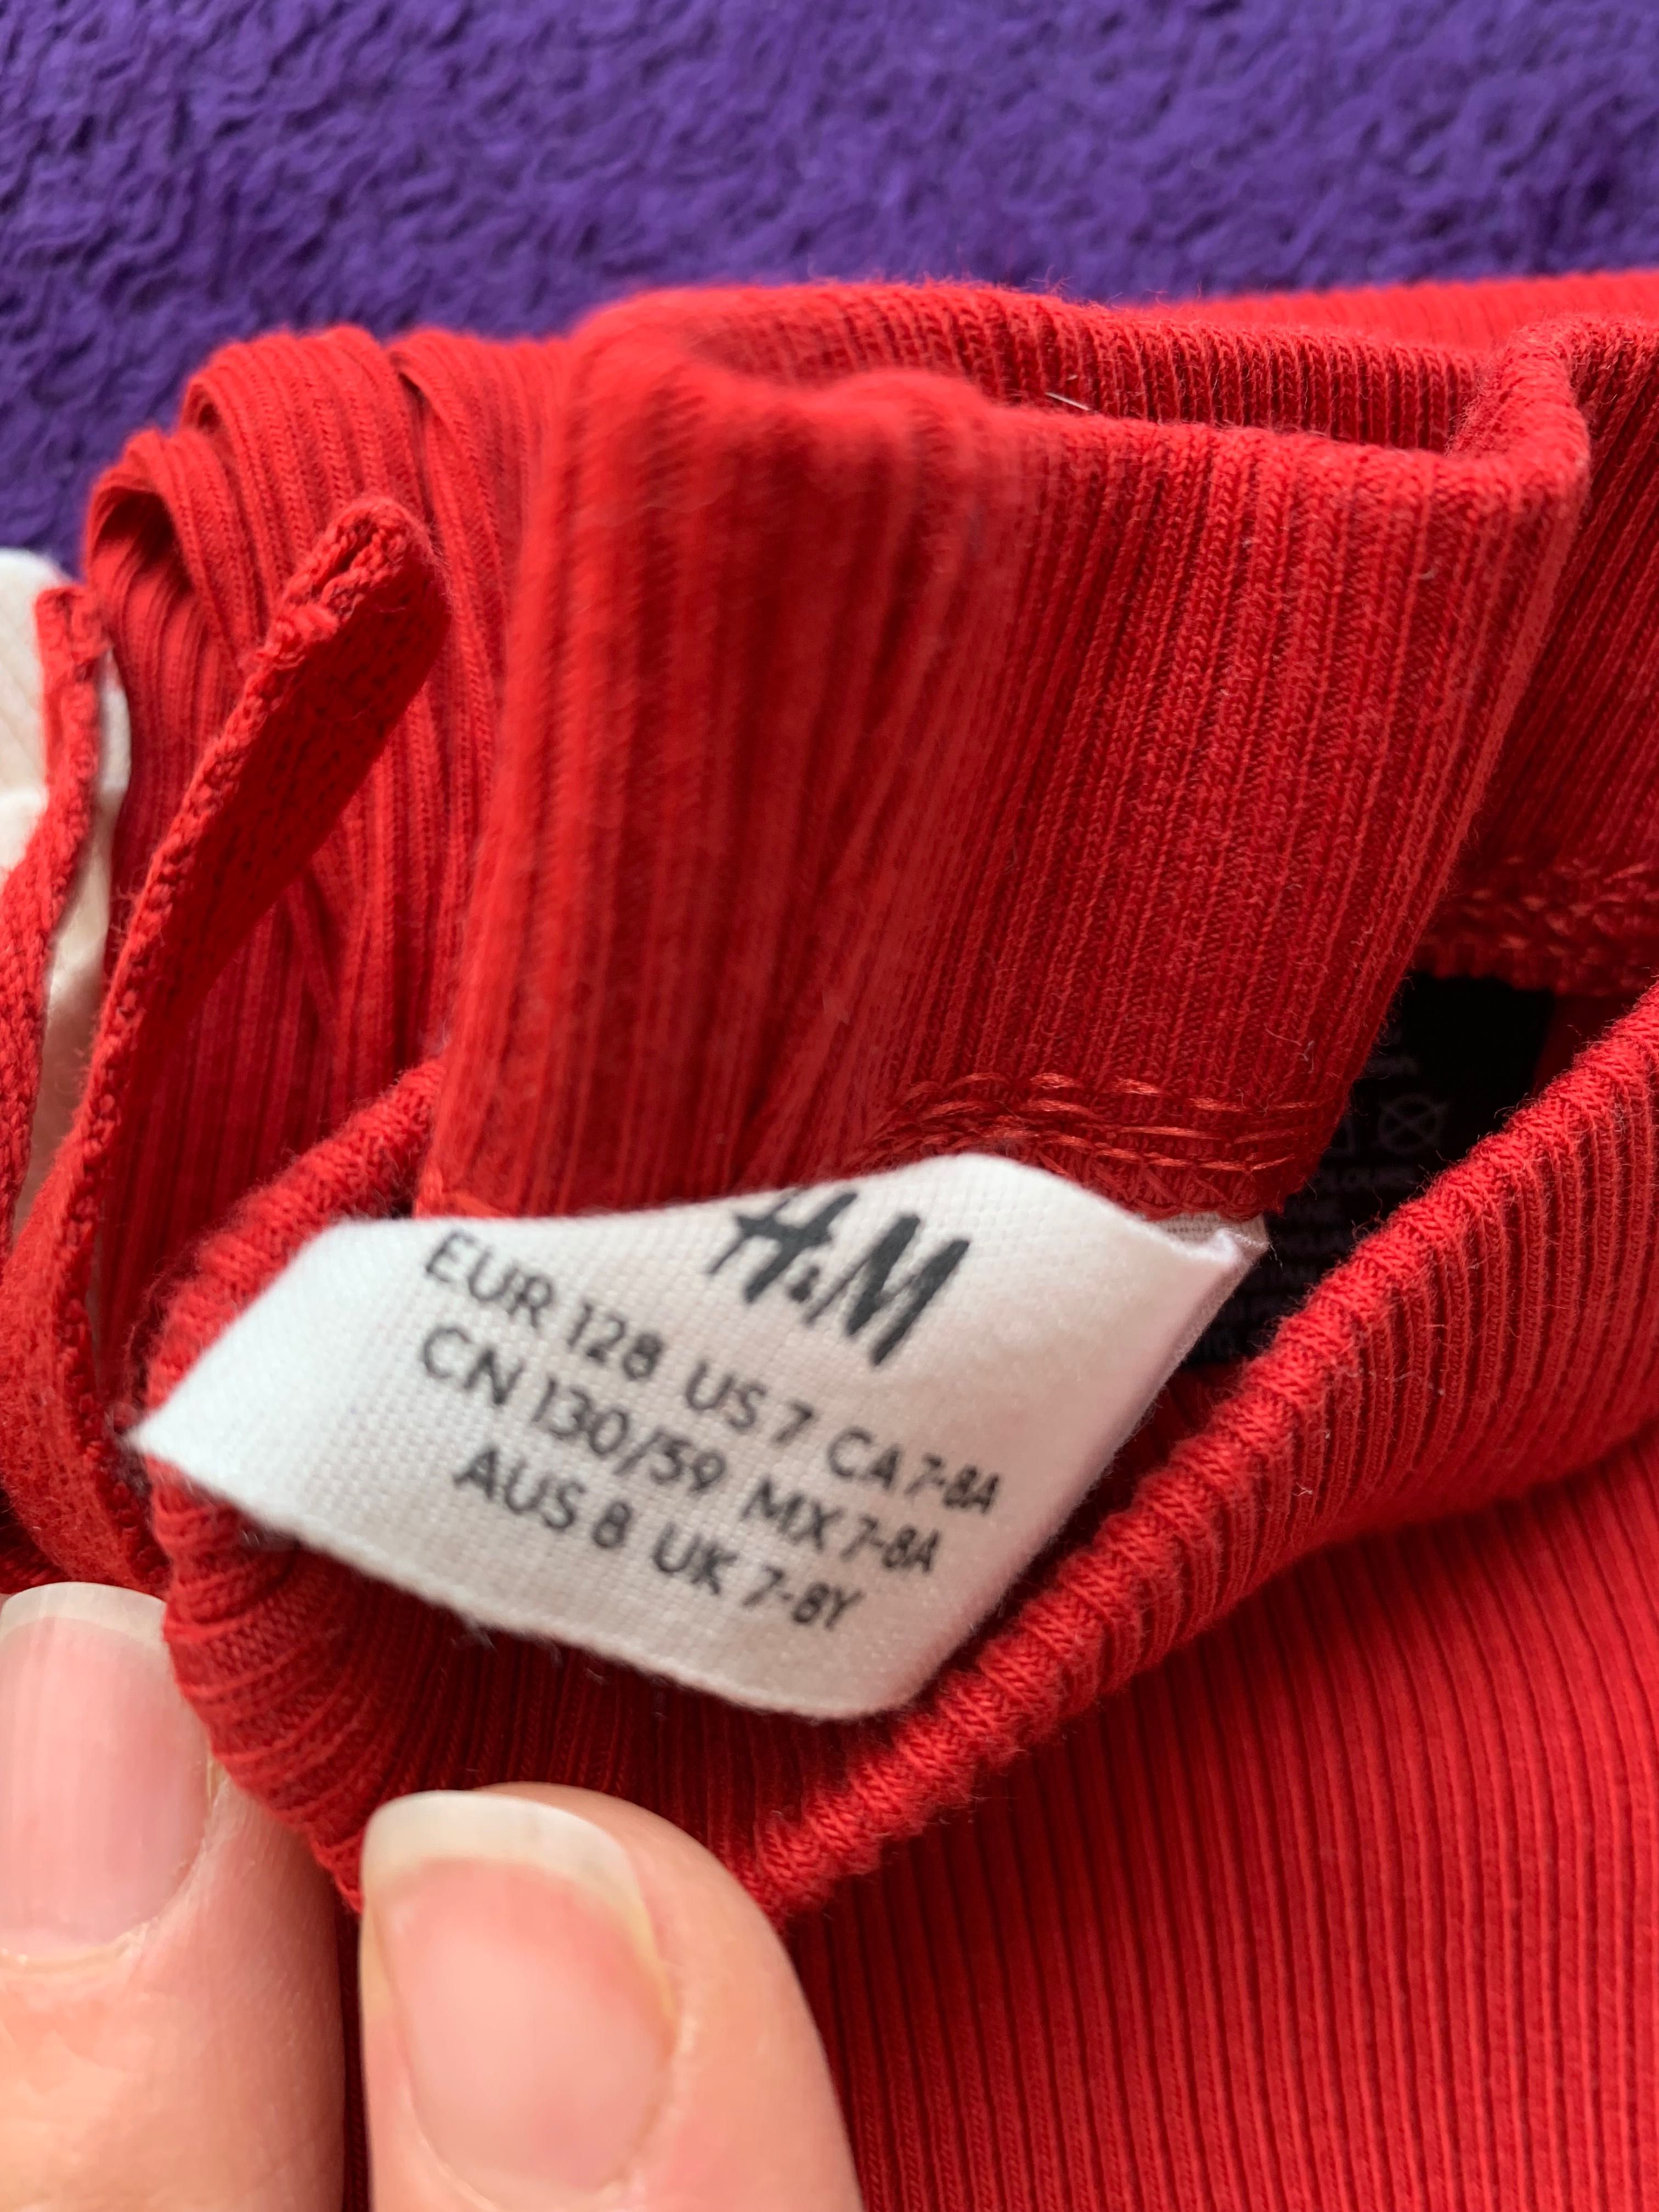 H&M
EUR 128 US 7 CA 7-8A
CN 130/59 MX 7-8A
AUS 8 UK 7-8Y